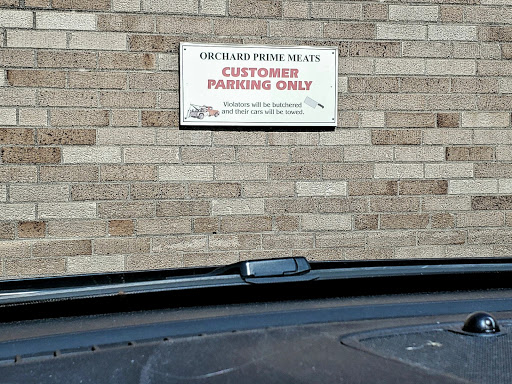 ORCHARD PRIME MEATS
CUSTOMER
PARKING ONLY
Violators will be butchered
and their cars will be towed.